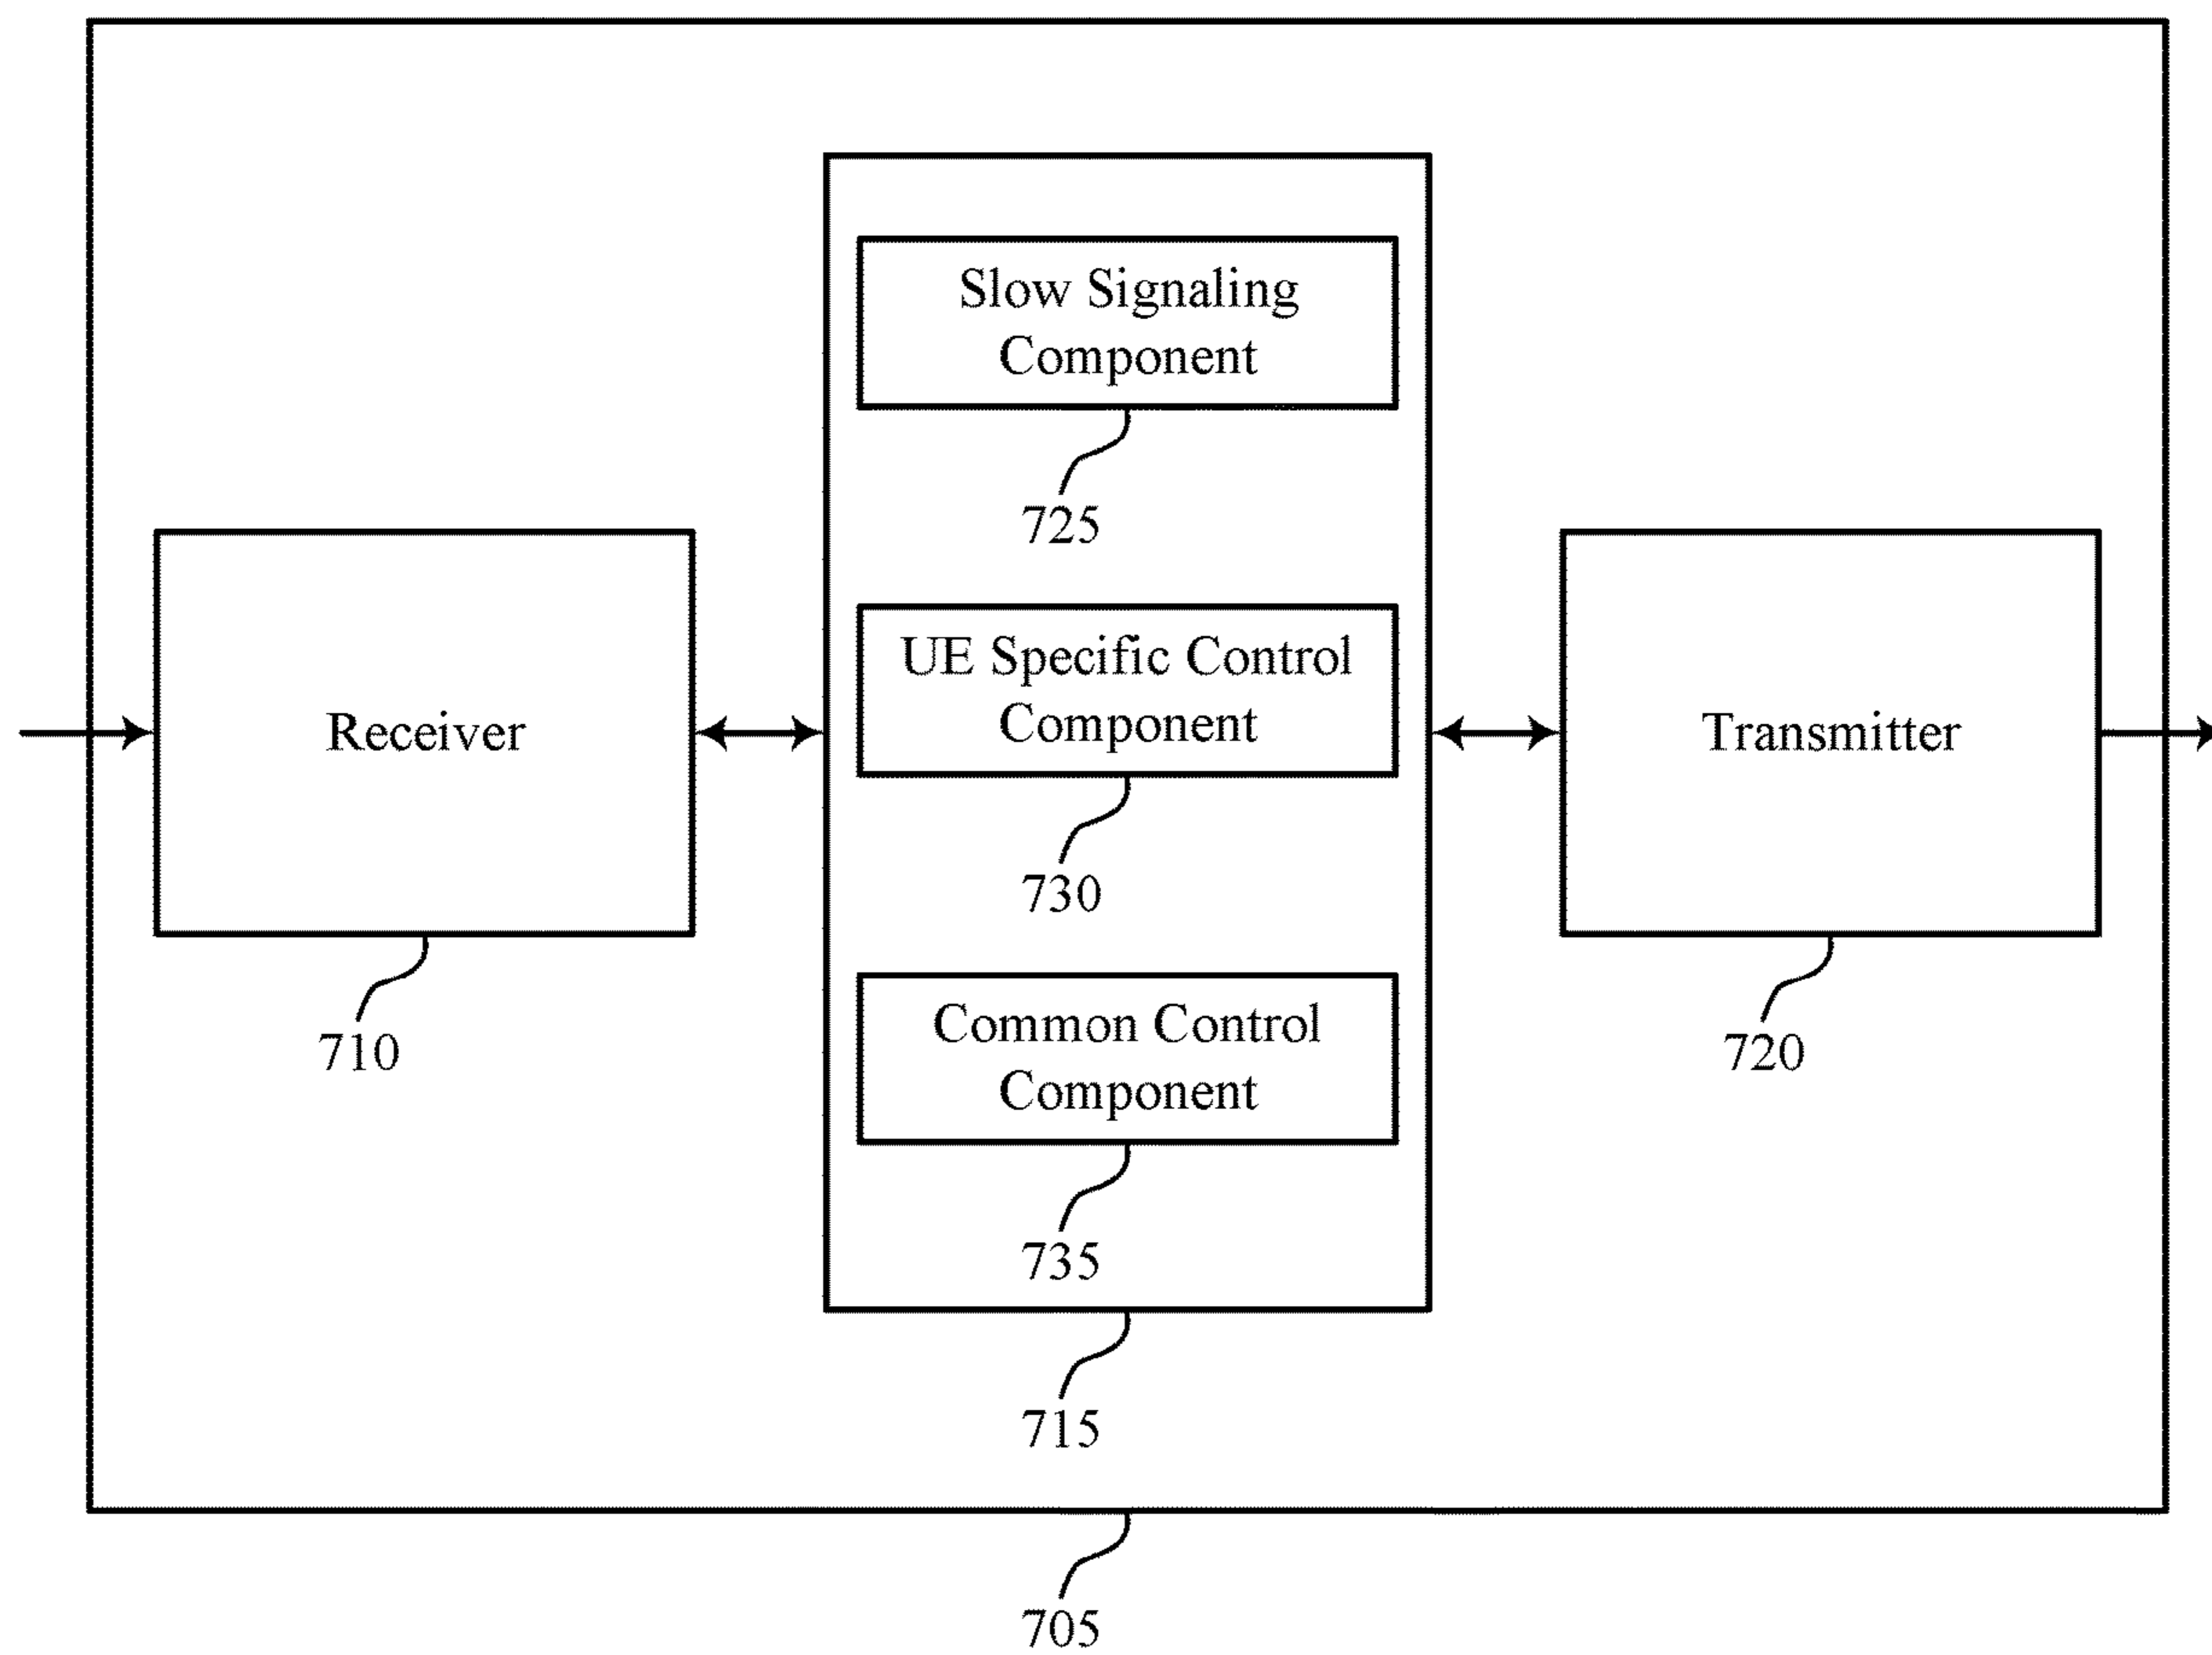 Slow Signaling
Component
725
UE Specific Control
Component
730
Receiver
710
Transmitter
720
Common Control
Component
735
715
705